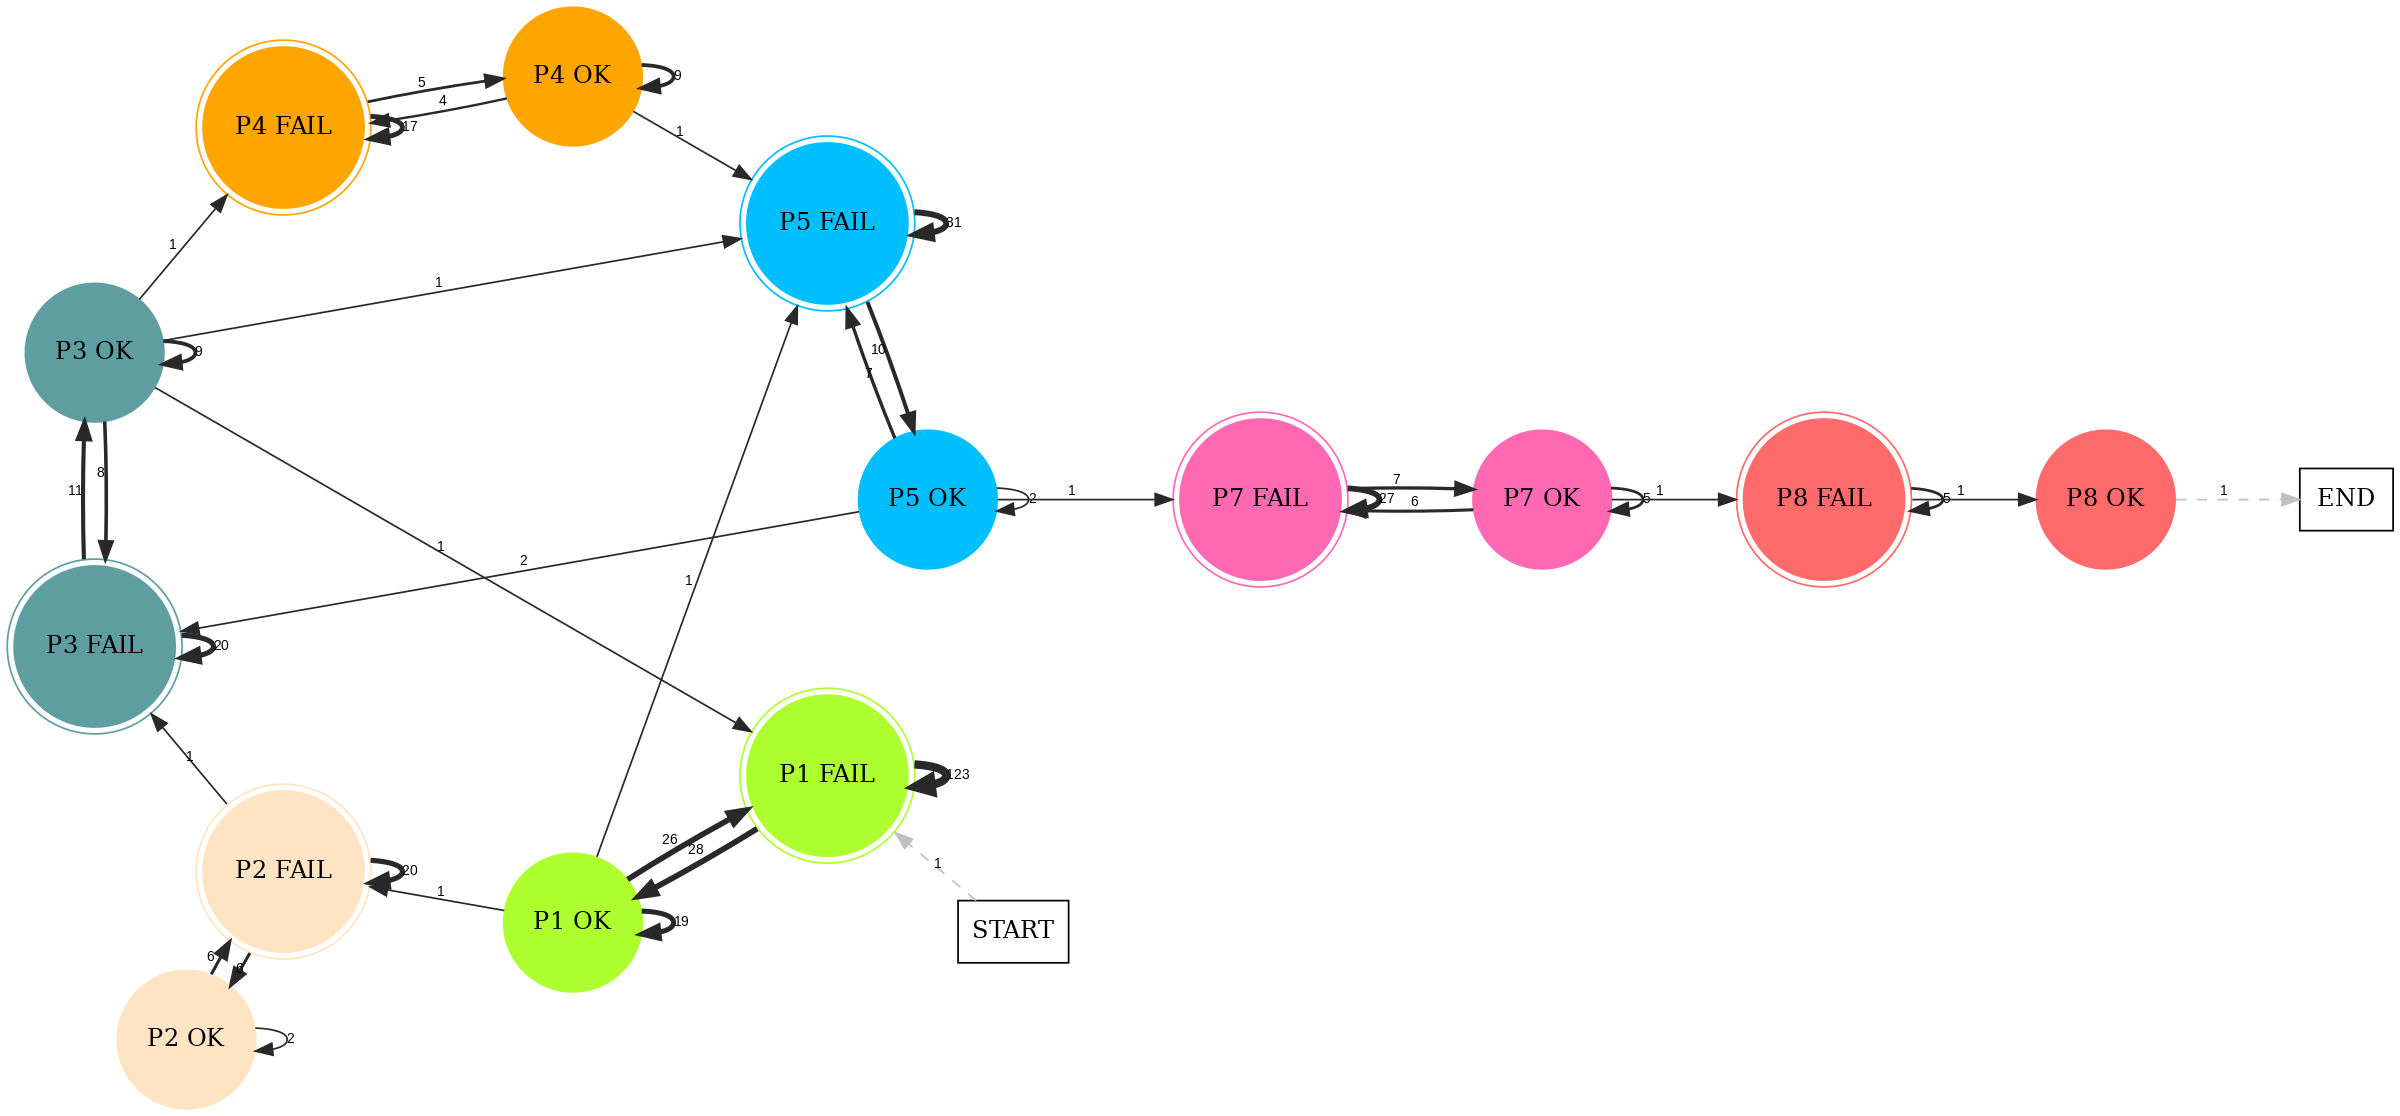 P4 OK
9
P4 FAIL
17
5
4
1
P5 FAIL
31
1
1
P3 OK
9
10
7
8
11
1
1
2
P5 OK
2
1
P7 FAIL
27
7
6
P7 OK
5
1
P8 FAIL
5
1
P8 OK
1
END
P3 FAIL
20
1
P1 FAIL
123
26
28
1
START
P2 FAIL
20
1
P1 OK
19
6
6
P2 OK
2